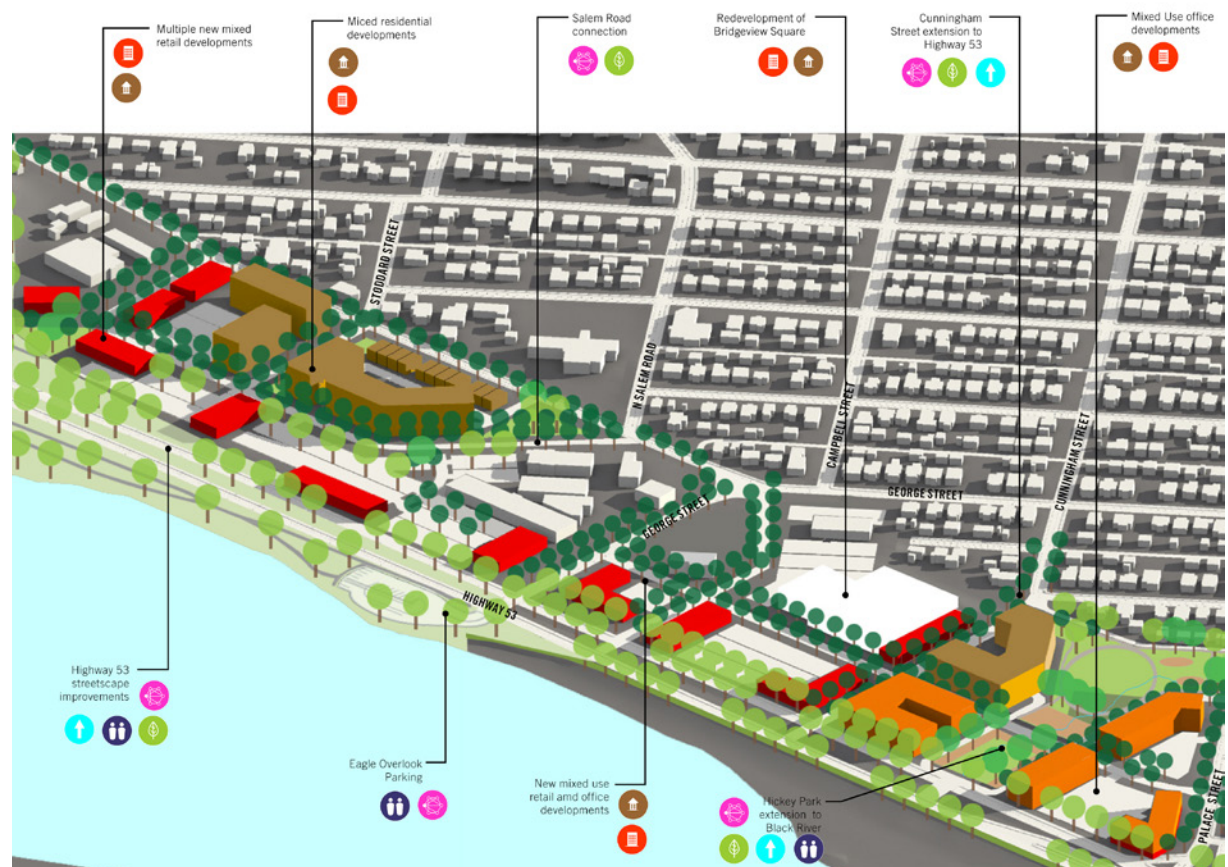 Multiple new mixed
retail developments
Miced residential
developments
Salem Road
connection
Redevelopment of
Bridgeview Square
Cunningham
Street extension to
Highway 53
Mixed Use office
developments
STODDARD STREET
N SALEM ROAD
CAMPBELL STREET
CUNNINGHAM STREET
GEORGE STREET
GEORGE STREET
HIGHWAY 53
PALACE STREET
Highway 53
streetscape
improvements
Eagle Overlook
Parking
New mixed use
retail amd office
developments
Hickey Park
extension to
Black River